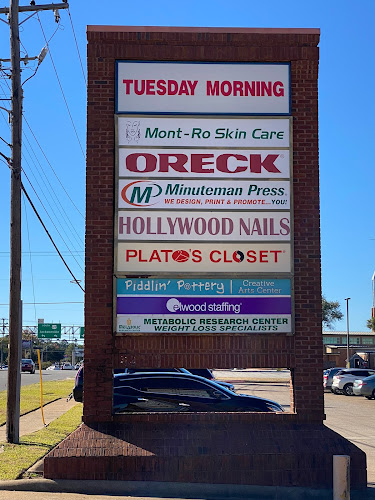 TUESDAY MORNING
Mont-Ro Skin Care
ORECK
M Minuteman Press
WE DESIGN, PRINT & PROMOTE...YOU!
HOLLYWOOD NAILS
PLATO'S CLOSET
Piddlin' Pottery | Creative Arts Center
elwood staffing
METABOLIC RESEARCH CENTER
WEIGHT LOSS SPECIALISTS